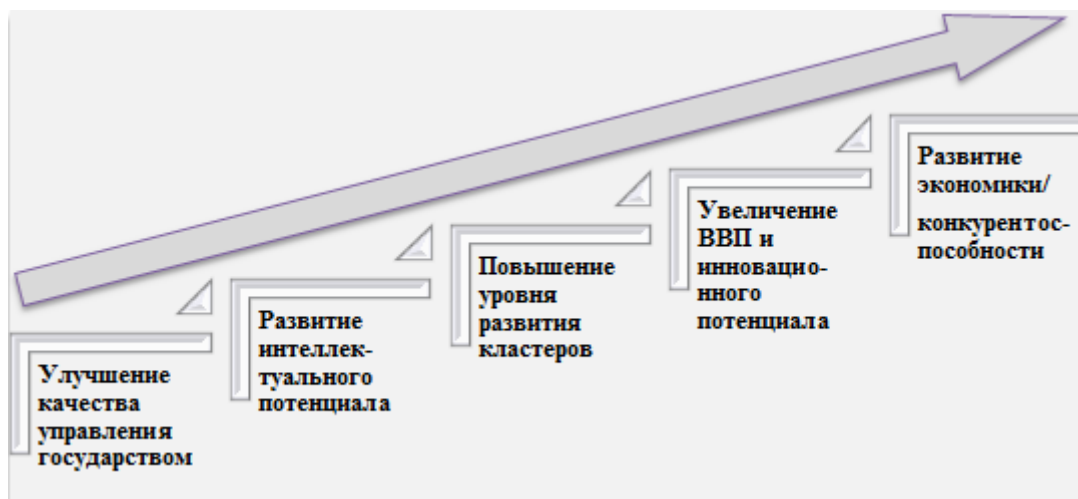 Улучшение
качества
управления
государством
Развитие
интеллек-
туального
потенциала
Повышение
уровня
развития
кластеров
Увеличение
ВВП и
инновацио-
нного
потенциала
Развитие
экономики/
конкурентос-
пособности